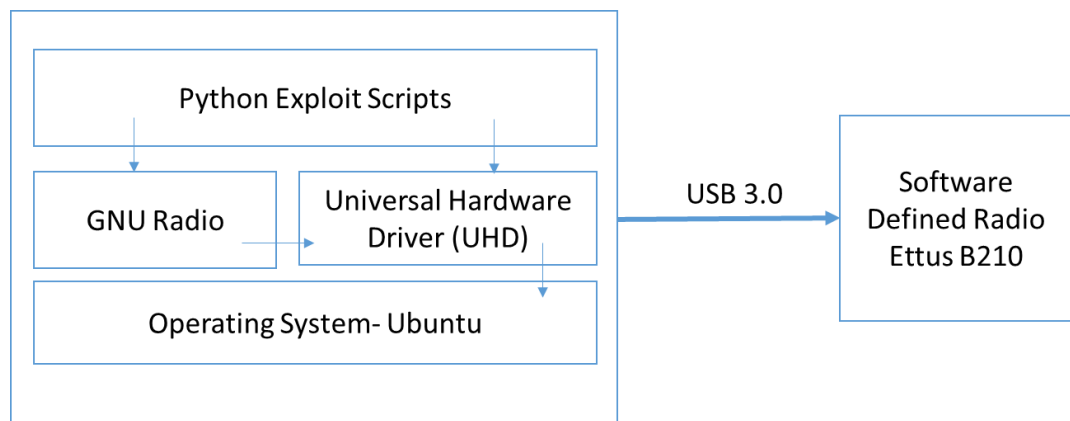 Python Exploit Scripts
GNU Radio
Universal Hardware
Driver (UHD)
Operating System- Ubuntu
USB 3.0
Software
Defined Radio
Ettus B210